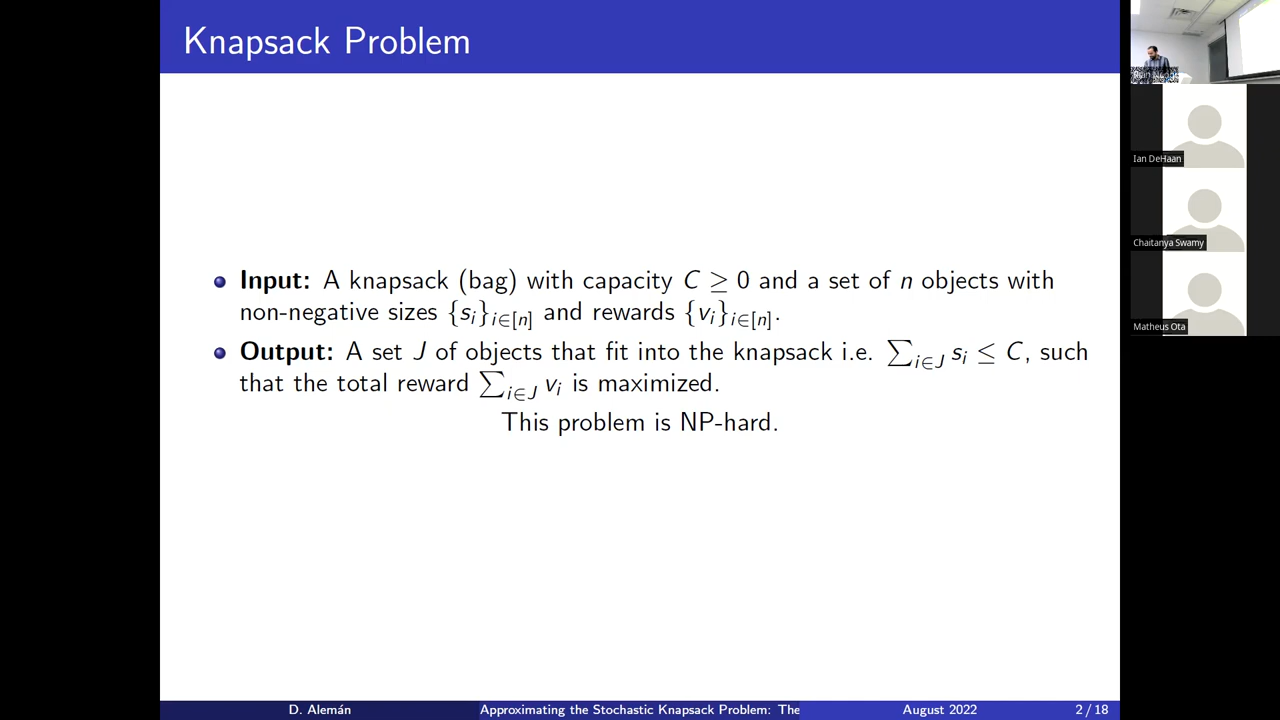 Knapsack Problem
Input: A knapsack (bag) with capacity C ≥ 0 and a set of n objects with
non-negative sizes {s_i}_{i∈[n]} and rewards {v_i}_{i∈[n]}.
Output: A set J of objects that fit into the knapsack i.e. ∑_{i∈J} s_i ≤ C, such
that the total reward ∑_{i∈J} v_i is maximized.
This problem is NP-hard.
D. Alemán
Approximating the Stochastic Knapsack Problem: The
August 2022
2 / 18
Ian DeHaan
Chaitanya Swamy
Matheus Ota